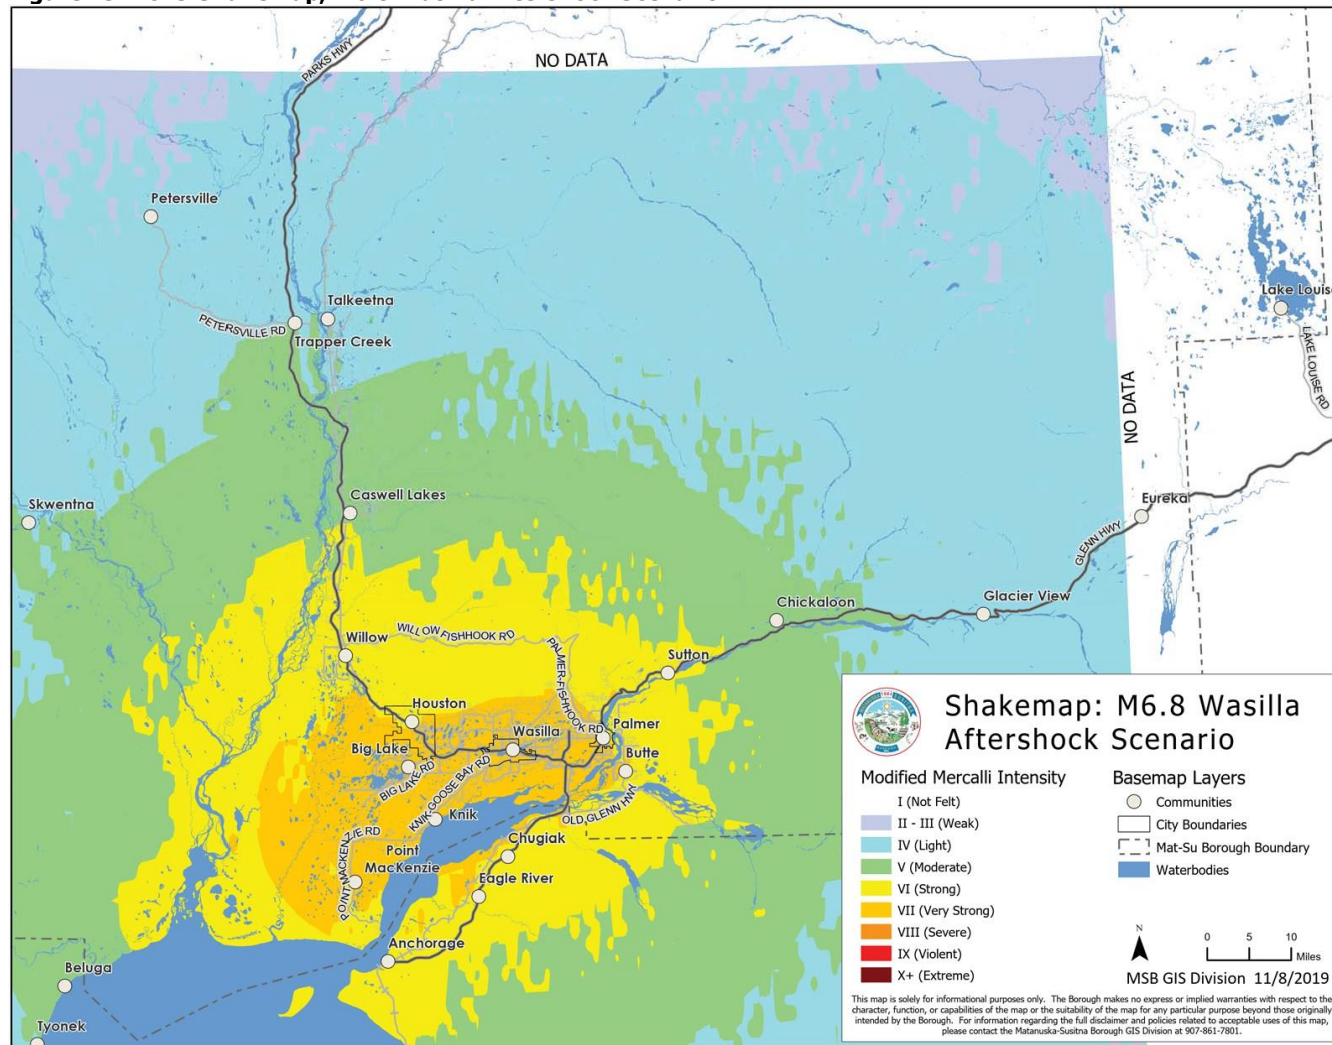 NO DATA
PARKS HWY
Petersville
Talkeetna
PETERSVILLE RD
Trapper Creek
Lake Louise
LAKE LOUISE RD
NO DATA
Skwentna
Caswell Lakes
Eureka
GLENN HWY
Chickaloon
Glacier View
Willow
WILLOW FISHHOOK RD
PALMER-FISHHOOK RD
Sutton
Houston
Wasilla
Palmer
Big Lake
Butte
BIG LAKE RD
KNIK-GOOSE BAY RD
Knik
OLD GLENN HWY
POINT MACKENZIE RD
Point
MacKenzie
Chugiak
Eagle River
Anchorage
Beluga
Tyonek
Shakemap: M6.8 Wasilla
Aftershock Scenario
Modified Mercalli Intensity
I (Not Felt)
II - III (Weak)
IV (Light)
V (Moderate)
VI (Strong)
VII (Very Strong)
VIII (Severe)
IX (Violent)
X+ (Extreme)
Basemap Layers
Communities
City Boundaries
Mat-Su Borough Boundary
Waterbodies
N
0 5 10
Miles
MSB GIS Division 11/8/2019
This map is solely for informational purposes only. The Borough makes no express or implied warranties with respect to the
character, function, or capabilities of the map or the suitability of the map for any particular purpose beyond those originally
intended by the Borough. For information regarding the full disclaimer and policies related to acceptable uses of this map,
please contact the Matanuska-Susitna Borough GIS Division at 907-861-7801.